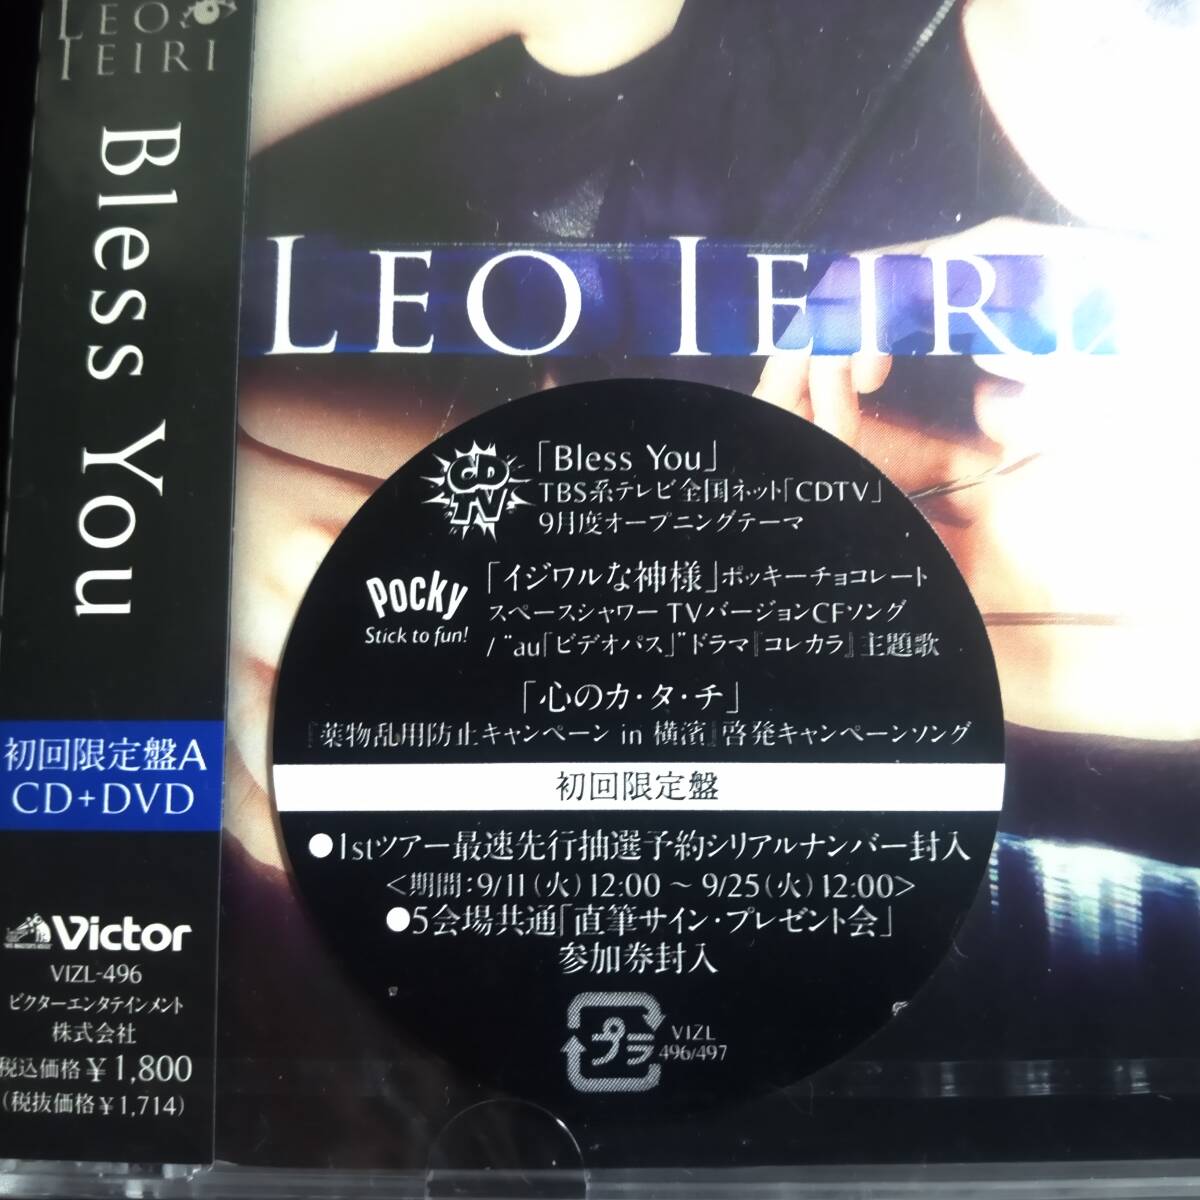 LEO
IEIRI
Bless You
初回限定盤A
CD+DVD
Victor
VIZL-496
ビクターエンタテインメント
株式会社
税込価格¥1,800
(税抜価格¥1,714)
LEO IEIRI
CD
TV
「Bless You」
TBS系テレビ全国ネット「CDTV」
9月度オープニングテーマ
Pocky
Stick to fun!
「イジワルな神様」ポッキーチョコレート
スペースシャワー TVバージョンCFソング
/ "au「ビデオパス」"ドラマ『コレカラ』主題歌
「心のカ・タ・チ」
『薬物乱用防止キャンペーン in 横濱』啓発キャンペーンソング
初回限定盤
●1stツアー最速先行抽選予約シリアルナンバー封入
<期間:9/11(火)12:00 ~ 9/25(火)12:00>
●5会場共通「直筆サイン・プレゼント会」
参加券封入
プラ
VIZL
496/497